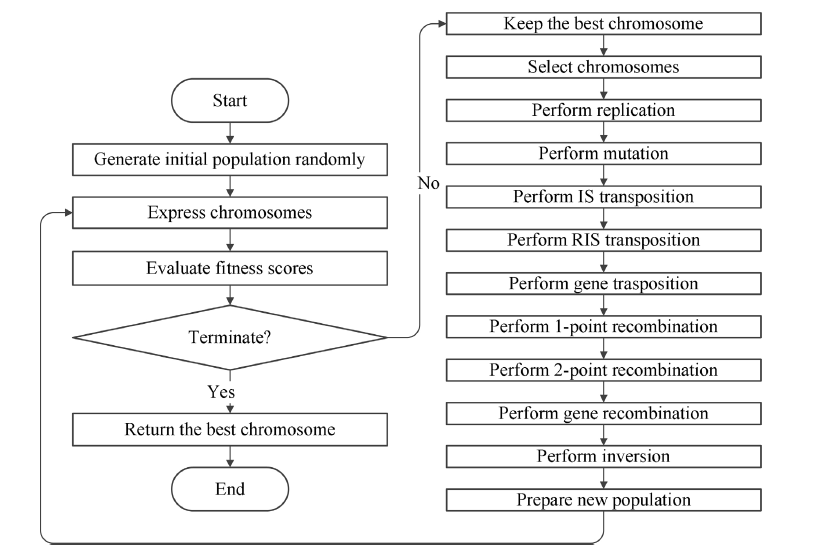 Start
Generate initial population randomly
Express chromosomes
Evaluate fitness scores
Terminate?
Yes
Return the best chromosome
End
No
Keep the best chromosome
Select chromosomes
Perform replication
Perform mutation
Perform IS transposition
Perform RIS transposition
Perform gene trasposition
Perform 1-point recombination
Perform 2-point recombination
Perform gene recombination
Perform inversion
Prepare new population